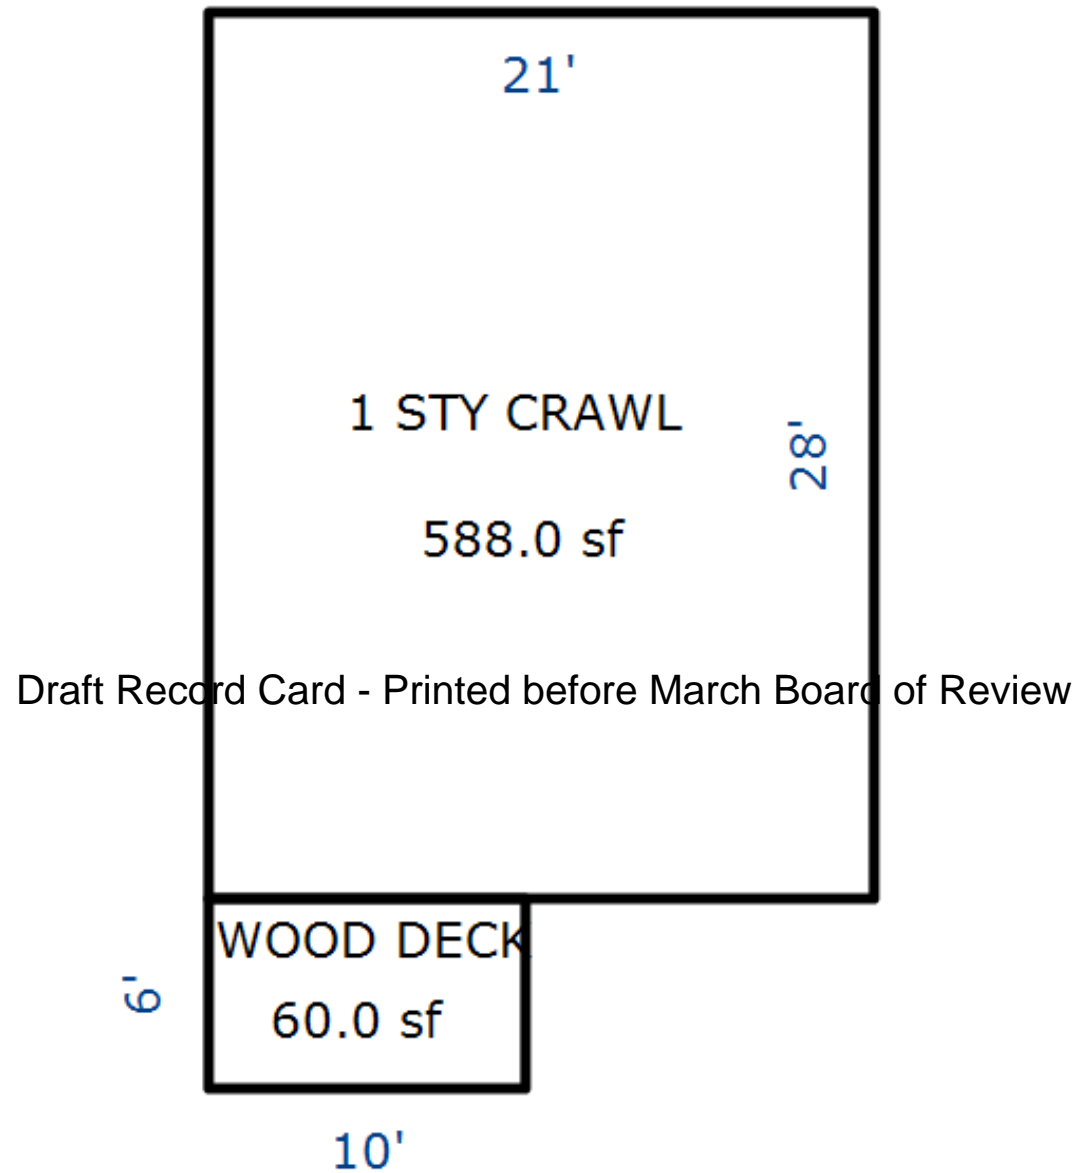 21'
1 STY CRAWL
28'
588.0 sf
Draft Record Card - Printed before March Board of Review
WOOD DECK
6'
60.0 sf
10'